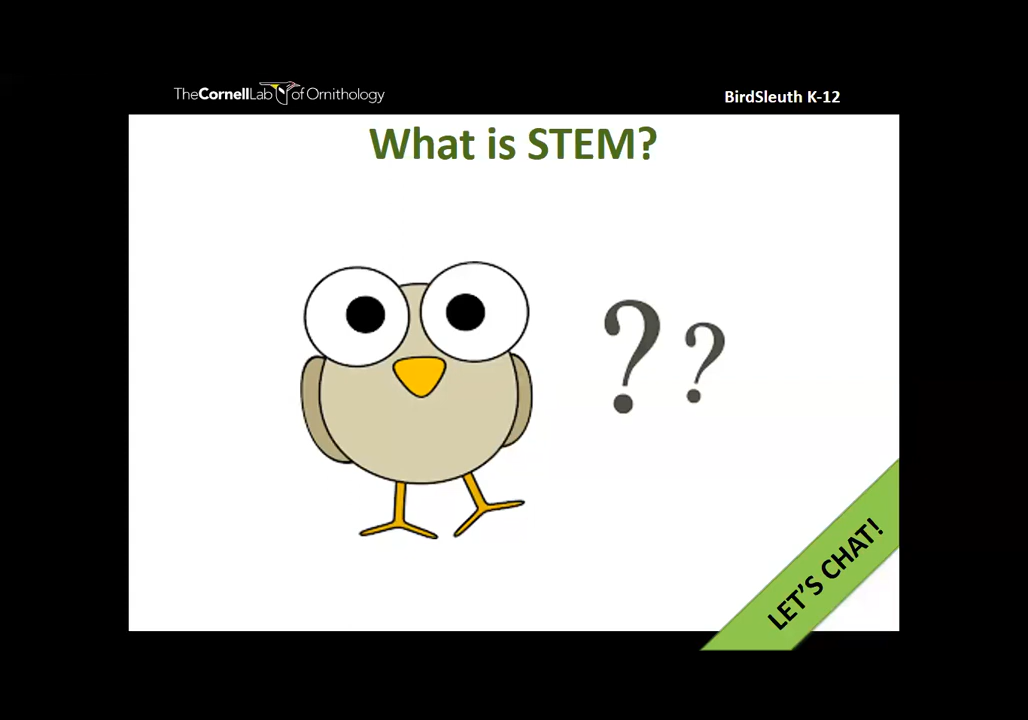 TheCornellLab of Ornithology
BirdSleuth K-12
What is STEM?
? ?
LET'S CHAT!